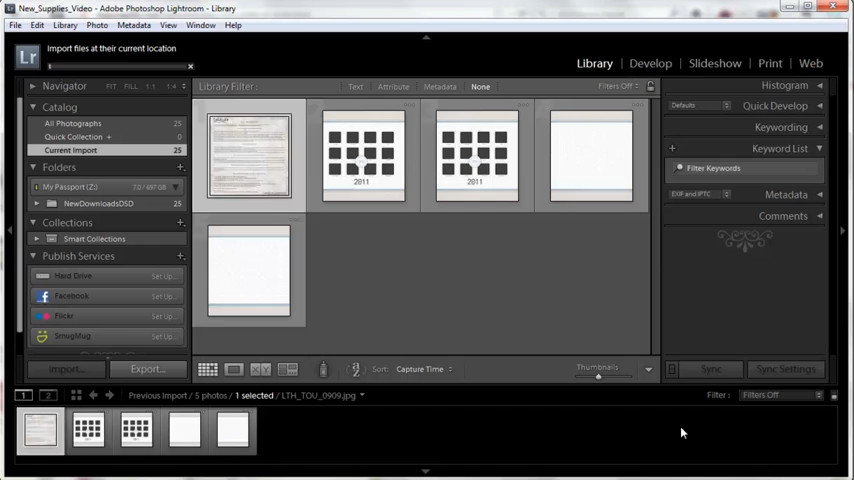 New_Supplies_Video - Adobe Photoshop Lightroom - Library
File Edit Library Photo Metadata View Window Help
Lr Import files at their current location
Library | Develop | Slideshow | Print | Web
Navigator FIT FILL 1:1 1:4
Library Filter: Text Attribute Metadata None Filters Off
Histogram
Catalog
All Photographs 25
Quick Collection + 0
Current Import 25
Defaults Quick Develop
Keywording
Keyword List
Filter Keywords
EXIF and IPTC Metadata
Comments
Folders
My Passport (Z:) 7.0 / 697 GB
NewDownloadsDSD 25
Collections
Smart Collections
Publish Services
Hard Drive Set Up...
Facebook Set Up...
Flickr Set Up...
SmugMug Set Up...
2011
2011
Import... Export...
XY Sort: Capture Time Thumbnails
Sync Sync Settings
1 2 Previous Import / 5 photos / 1 selected / LTH_TOU_0909.jpg
Filter : Filters Off